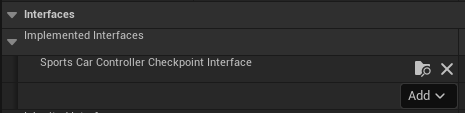 Interfaces
Implemented Interfaces
Sports Car Controller Checkpoint Interface
Add